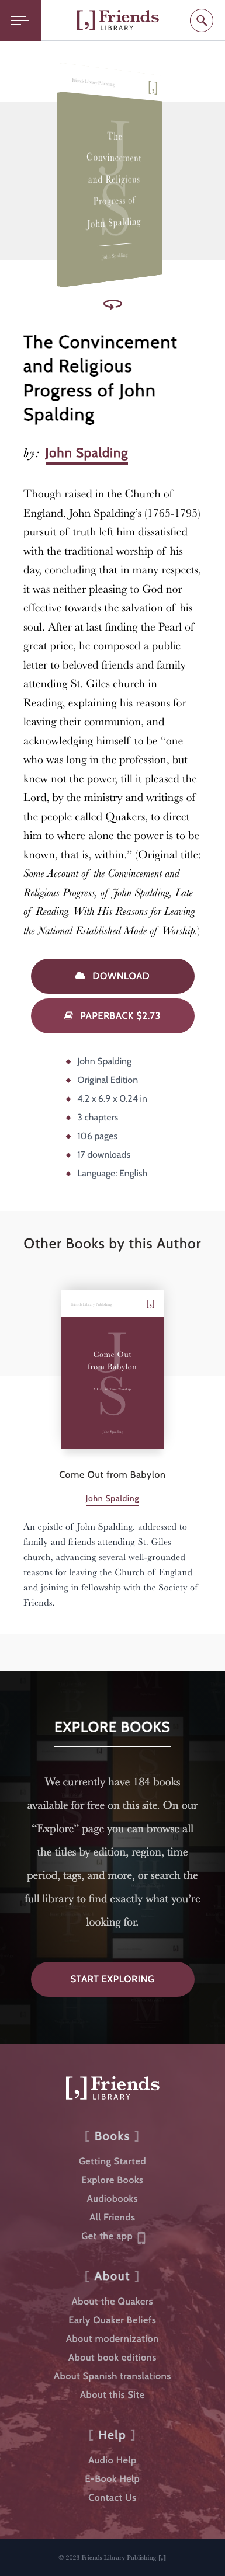 [,] Friends
LIBRARY
Friends Library Publishing
[,]
JS
The
Convincement
and Religious
Progress of
John Spalding
John Spalding
The Convincement
and Religious
Progress of John
Spalding
by: John Spalding
Though raised in the Church of
England, John Spalding’s (1765-1795)
pursuit of truth left him dissatisfied
with the traditional worship of his
day, concluding that in many respects,
it was neither pleasing to God nor
effective towards the salvation of his
soul. After at last finding the Pearl of
great price, he composed a public
letter to beloved friends and family
attending St. Giles church in
Reading, explaining his reasons for
leaving their communion, and
acknowledging himself to be “one
who was long in the profession, but
knew not the power, till it pleased the
Lord, by the ministry and writings of
the people called Quakers, to direct
him to where alone the power is to be
known, that is, within.” (Original title:
Some Account of the Convincement and
Religious Progress, of John Spalding, Late
of Reading. With His Reasons for Leaving
the National Established Mode of Worship.)
DOWNLOAD
PAPERBACK $2.73
John Spalding
Original Edition
4.2 x 6.9 x 0.24 in
3 chapters
106 pages
17 downloads
Language: English
Other Books by this Author
Friends Library Publishing [,]
JS
Come Out
from Babylon
John Spalding
Come Out from Babylon
John Spalding
An epistle of John Spalding, addressed to
family and friends attending St. Giles
church, advancing several well-grounded
reasons for leaving the Church of England
and joining in fellowship with the Society of
Friends.
EXPLORE BOOKS
We currently have 184 books
available for free on this site. On our
“Explore” page you can browse all
the titles by edition, region, time
period, tags, and more, or search the
full library to find exactly what you’re
looking for.
START EXPLORING
[,] Friends
LIBRARY
[ Books ]
Getting Started
Explore Books
Audiobooks
All Friends
Get the app
[ About ]
About the Quakers
Early Quaker Beliefs
About modernization
About book editions
About Spanish translations
About this Site
[ Help ]
Audio Help
E-Book Help
Contact Us
© 2023 Friends Library Publishing [,]